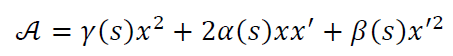 𝒜 = γ(s)x² + 2α(s)xx′ + β(s)x′²